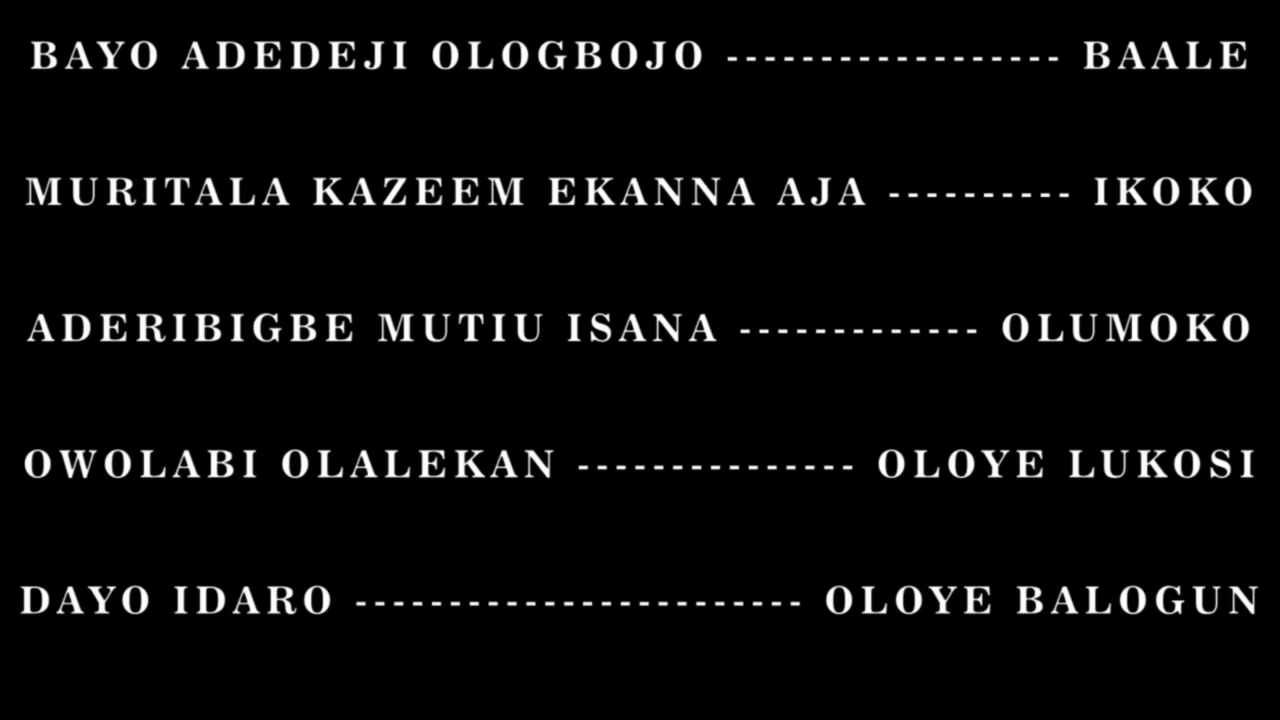 BAYO ADEDEJI OLOGBOJO ------------------ BAALE
MURITALA KAZEEM EKANNA AJA ---------- IKOKO
ADERIBIGBE MUTIU ISANA ------------- OLUMOKO
OWOLABI OLALEKAN --------------- OLOYE LUKOSI
DAYO IDARO ------------------------ OLOYE BALOGUN